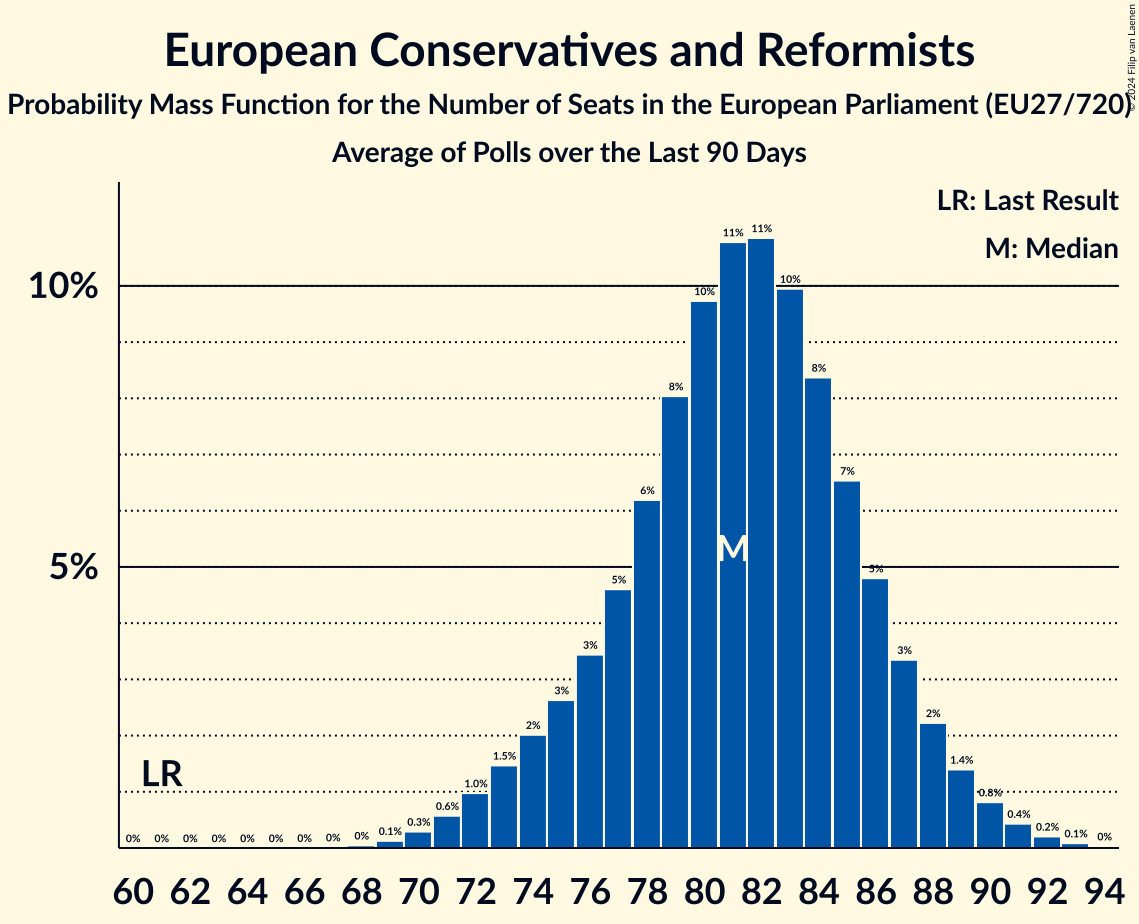 European Conservatives and Reformists
Probability Mass Function for the Number of Seats in the European Parliament (EU27/720)
Average of Polls over the Last 90 Days
© 2024 Filip van Laenen
LR: Last Result
M: Median
10%
5%
LR
M
0% 0% 0% 0% 0% 0% 0% 0% 0% 0.1% 0.3% 0.6% 1.0% 1.5% 2% 3% 3% 5% 6% 8% 10% 11% 11% 10% 8% 7% 5% 3% 2% 1.4% 0.8% 0.4% 0.2% 0.1% 0%
60 62 64 66 68 70 72 74 76 78 80 82 84 86 88 90 92 94